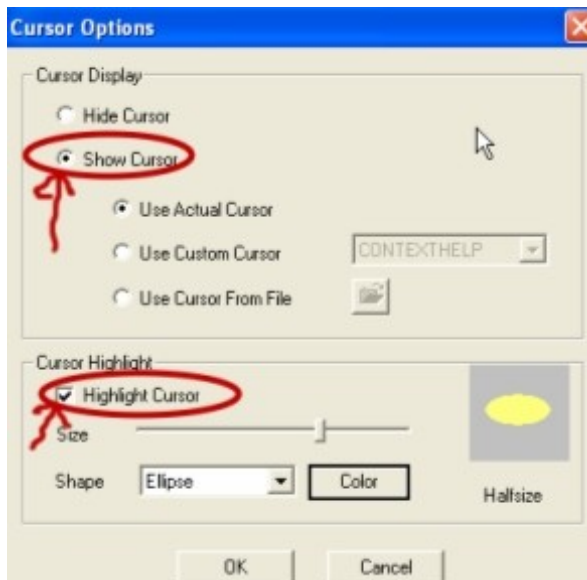 Cursor Options
Cursor Display
Hide Cursor
Show Cursor
Use Actual Cursor
Use Custom Cursor CONTEXTHELP
Use Cursor From File
Cursor Highlight
Highlight Cursor
Size
Shape Ellipse Color
Halfsize
OK Cancel